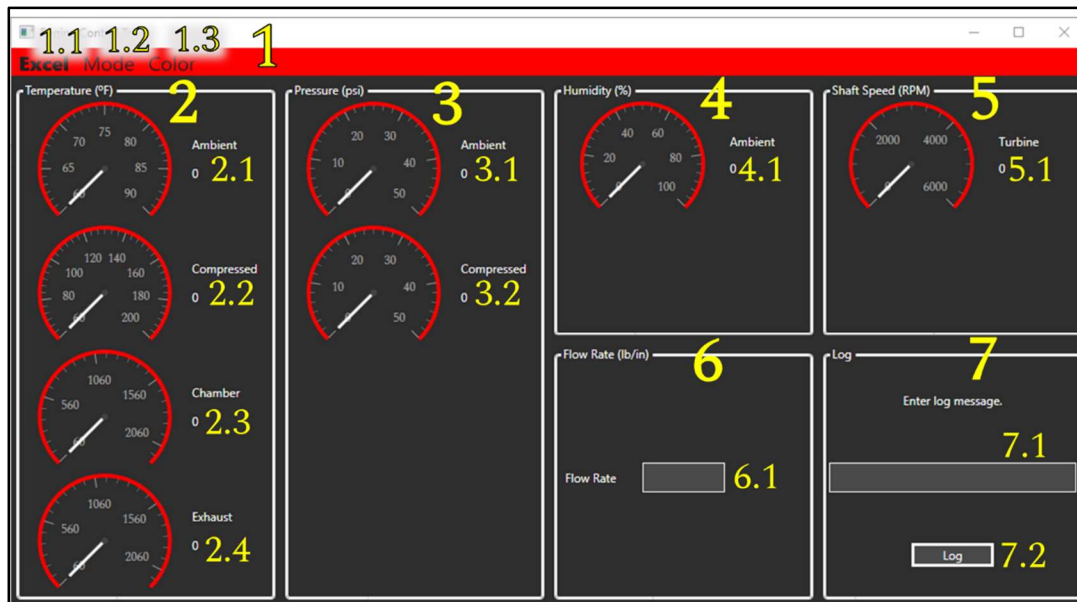 1.1 1.2 1.3 1
Excel Mode Color
Temperature (°F) 2
65 70 75 80 85 90
Ambient
0 2.1
80 100 120 140 160 180 200
Compressed
0 2.2
560 1060 1560 2060
Chamber
0 2.3
560 1060 1560 2060
Exhaust
0 2.4
Pressure (psi) 3
0 10 20 30 40 50
Ambient
0 3.1
0 10 20 30 40 50
Compressed
0 3.2
Humidity (%) 4
0 20 40 60 80 100
Ambient
0 4.1
Shaft Speed (RPM) 5
0 2000 4000 6000
Turbine
0 5.1
Flow Rate (lb/in) 6
Flow Rate 6.1
Log 7
Enter log message.
7.1
Log 7.2